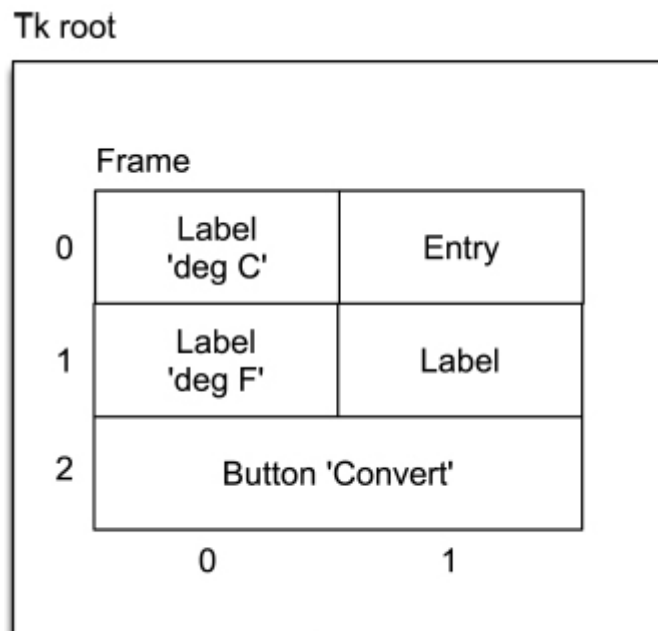 Tk root
Frame
0
Label
'deg C'
Entry
1
Label
'deg F'
Label
2
Button 'Convert'
0
1